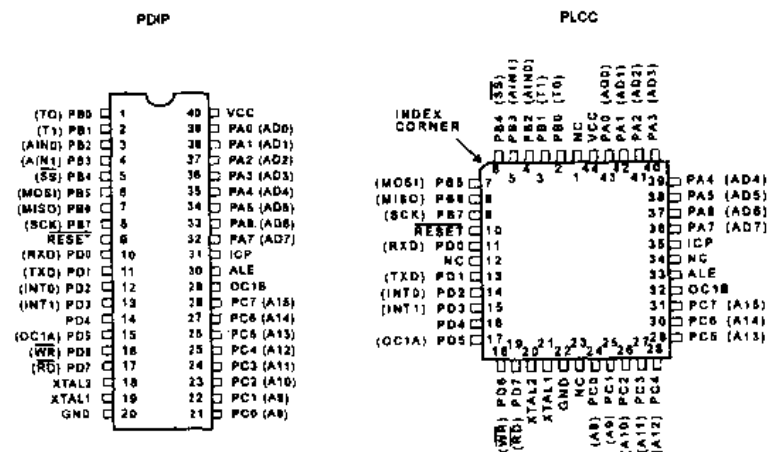 PDIP
(T0) PB0 1 40 VCC
(T1) PB1 2 39 PA0 (AD0)
(AIN0) PB2 3 38 PA1 (AD1)
(AIN1) PB3 4 37 PA2 (AD2)
(SS) PB4 5 36 PA3 (AD3)
(MOSI) PB5 6 35 PA4 (AD4)
(MISO) PB6 7 34 PA5 (AD5)
(SCK) PB7 8 33 PA6 (AD6)
RESET 9 32 PA7 (AD7)
(RXD) PD0 10 31 ICP
(TXD) PD1 11 30 ALE
(INT0) PD2 12 29 OC1B
(INT1) PD3 13 28 PC7 (A15)
PD4 14 27 PC6 (A14)
(OC1A) PD5 15 26 PC5 (A13)
(WR) PD6 16 25 PC4 (A12)
(RD) PD7 17 24 PC3 (A11)
XTAL2 18 23 PC2 (A10)
XTAL1 19 22 PC1 (A9)
GND 20 21 PC0 (A8)
PLCC
INDEX
CORNER
PB4 (SS)
PB3 (AIN1)
PB2 (AIN0)
PB1 (T1)
PB0 (T0)
NC
VCC
PA0 (AD0)
PA1 (AD1)
PA2 (AD2)
PA3 (AD3)
6 5 4 3 2 1 44 43 42 41 40
(MOSI) PB5 7 39 PA4 (AD4)
(MISO) PB6 8 38 PA5 (AD5)
(SCK) PB7 9 37 PA6 (AD6)
RESET 10 36 PA7 (AD7)
(RXD) PD0 11 35 ICP
NC 12 34 NC
(TXD) PD1 13 33 ALE
(INT0) PD2 14 32 OC1B
(INT1) PD3 15 31 PC7 (A15)
PD4 16 30 PC6 (A14)
(OC1A) PD5 17 29 PC5 (A13)
18 19 20 21 22 23 24 25 26 27 28
(WR) PD6
(RD) PD7
XTAL2
XTAL1
GND
NC
(A8) PC0
(A9) PC1
(A10) PC2
(A11) PC3
(A12) PC4